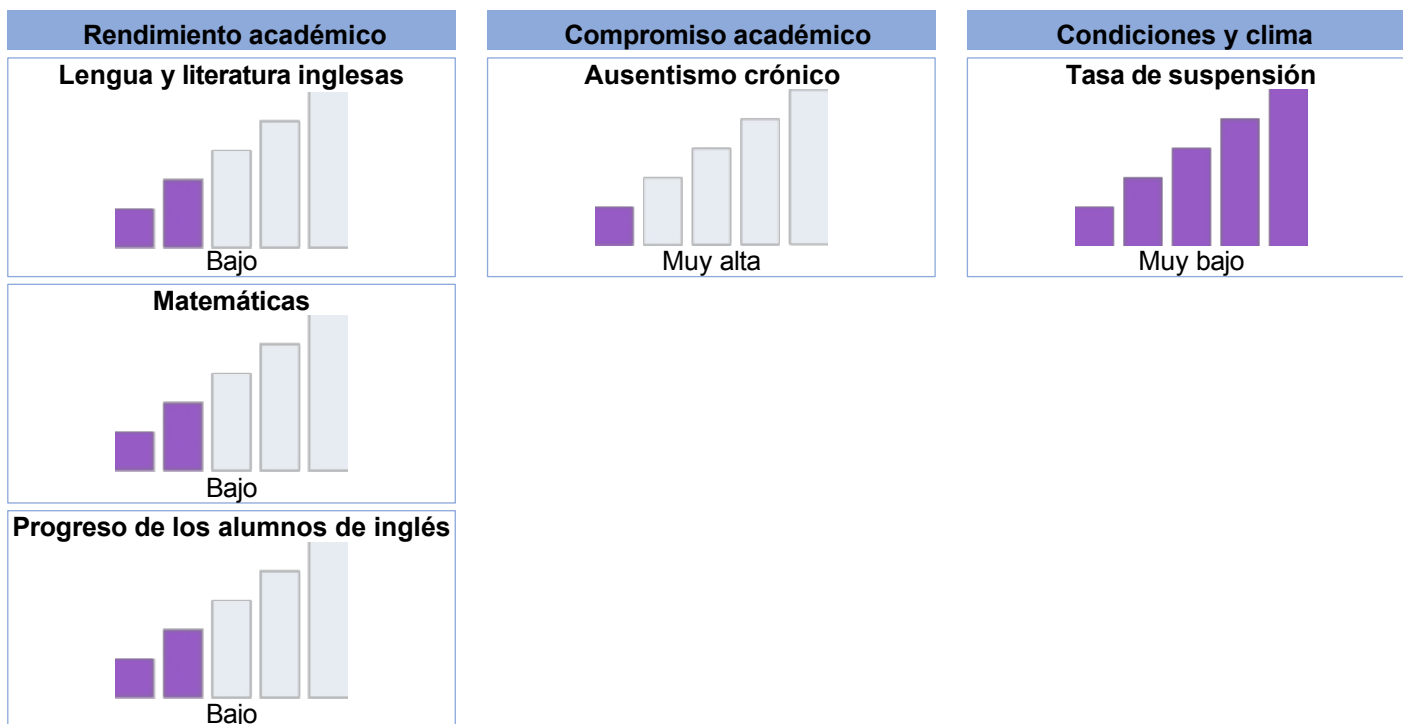 Rendimiento académico
Lengua y literatura inglesas
Bajo
Matemáticas
Bajo
Progreso de los alumnos de inglés
Bajo
Compromiso académico
Ausentismo crónico
Muy alta
Condiciones y clima
Tasa de suspensión
Muy bajo